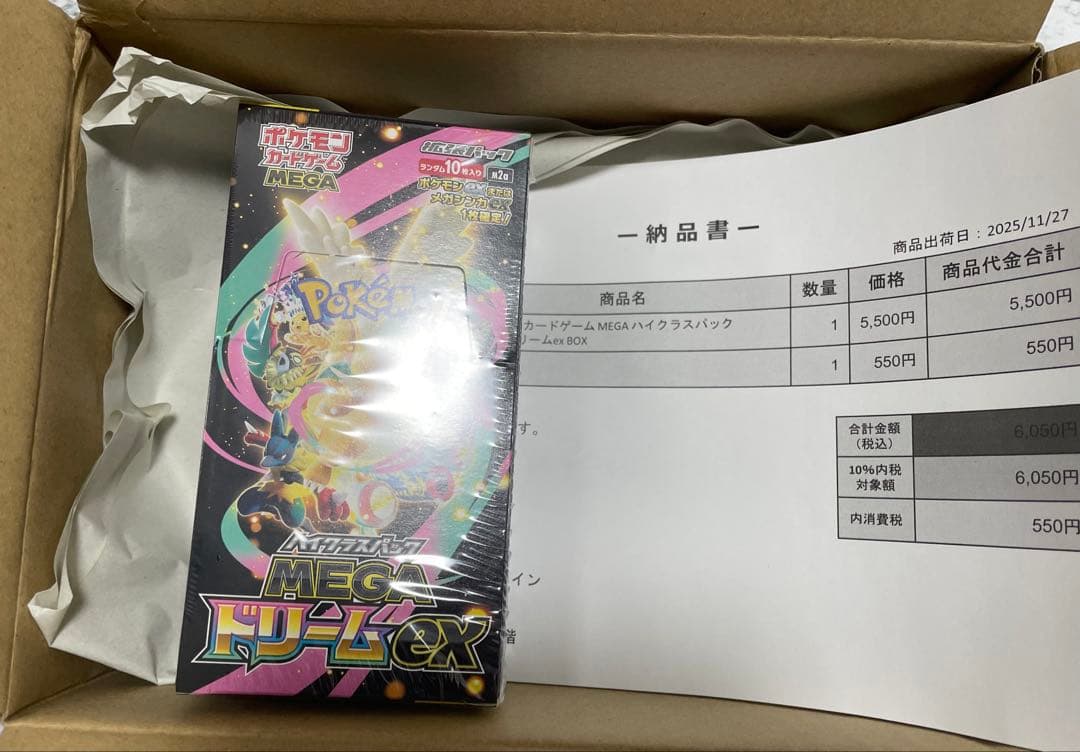 ポケモン
カードゲーム
MEGA
拡張パック
ランダム10枚入り
M2a
ポケモンexまたは
メガシンカex
1枚確定!
Poké
ハイクラスパック
MEGA
ドリームex
ー納品書ー
商品出荷日：2025/11/27
商品名 数量 価格 商品代金合計
カードゲーム MEGA ハイクラスパック 1 5,500円 5,500円
リームex BOX
1 550円 550円
す。
合計金額 6,050円
(税込)
10%内税 6,050円
対象額
内消費税 550円
イン
階